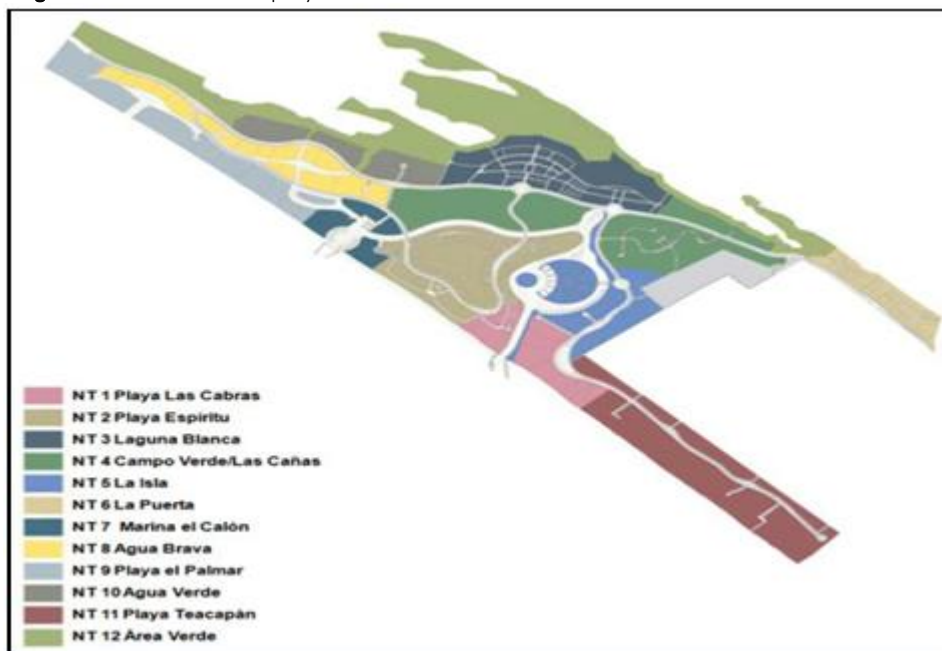 NT 1 Playa Las Cabras
NT 2 Playa Espiritu
NT 3 Laguna Blanca
NT 4 Campo Verde/Las Cañas
NT 5 La Isla
NT 6 La Puerta
NT 7 Marina el Calón
NT 8 Agua Brava
NT 9 Playa el Palmar
NT 10 Agua Verde
NT 11 Playa Teacapán
NT 12 Área Verde